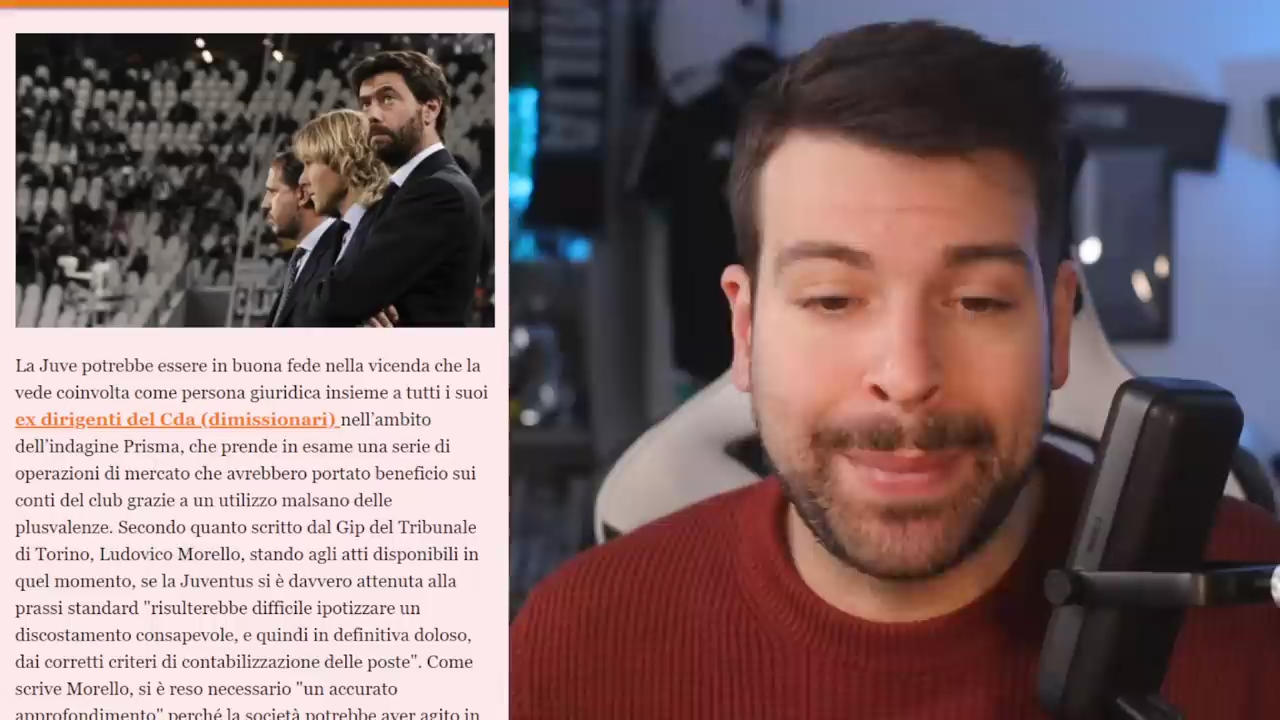 La Juve potrebbe essere in buona fede nella vicenda che la
vede coinvolta come persona giuridica insieme a tutti i suoi
ex dirigenti del Cda (dimissionari) nell'ambito
dell'indagine Prisma, che prende in esame una serie di
operazioni di mercato che avrebbero portato beneficio sui
conti del club grazie a un utilizzo malsano delle
plusvalenze. Secondo quanto scritto dal Gip del Tribunale
di Torino, Ludovico Morello, stando agli atti disponibili in
quel momento, se la Juventus si è davvero attenuta alla
prassi standard "risulterebbe difficile ipotizzare un
discostamento consapevole, e quindi in definitiva doloso,
dai corretti criteri di contabilizzazione delle poste". Come
scrive Morello, si è reso necessario "un accurato
approfondimento" perché la società potrebbe aver agito in